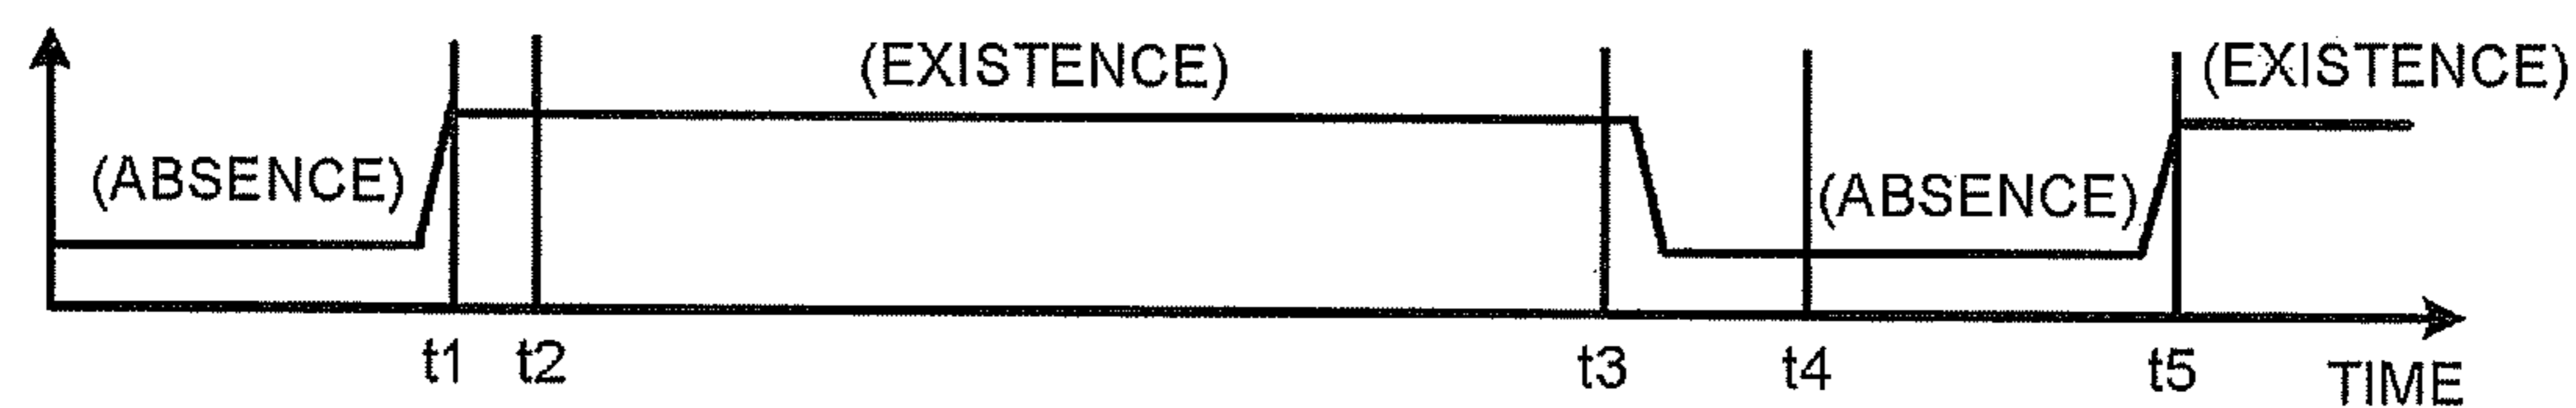 (EXISTENCE)
(EXISTENCE)
(ABSENCE)
(ABSENCE)
t1 t2 t3 t4 t5 TIME